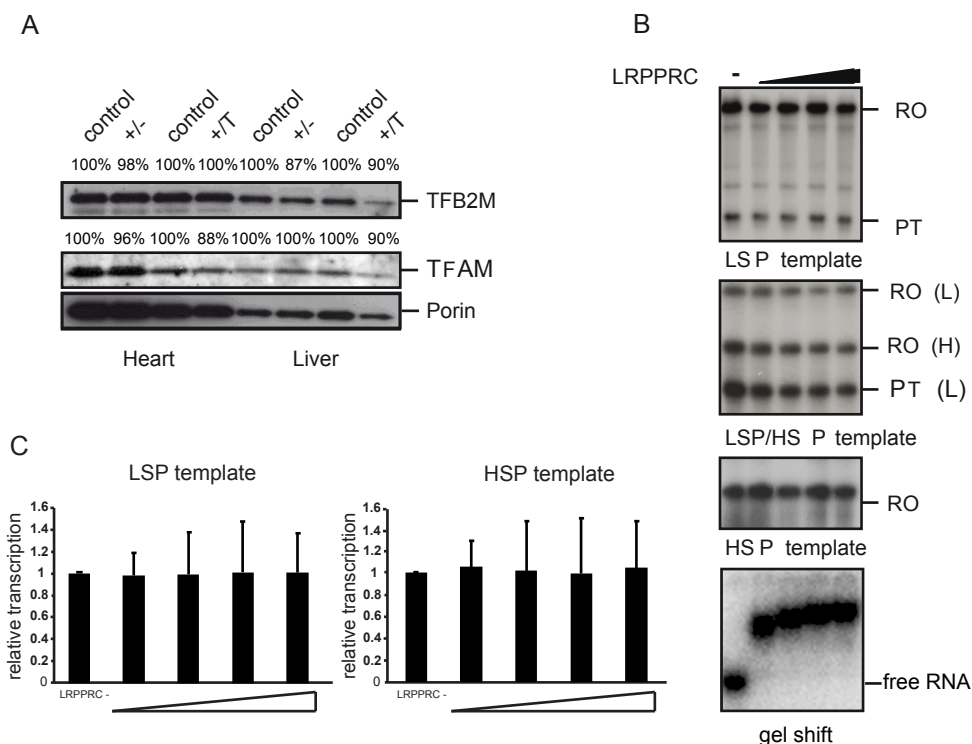 A
control
+/-
control
+/T
control
+/-
control
+/T
100% 98% 100% 100% 100% 87% 100% 90%
TFB2M
100% 96% 100% 88% 100% 100% 100% 90%
TFAM
Porin
Heart Liver
B
LRPPRC -
RO
PT
LS P template
RO (L)
RO (H)
PT (L)
LSP/HS P template
RO
HS P template
free RNA
gel shift
C
LSP template
relative transcription
1.6
1.4
1.2
1
0.8
0.6
0.4
0.2
0
LRPPRC -
HSP template
relative transcription
1.6
1.4
1.2
1
0.8
0.6
0.4
0.2
0
LRPPRC -